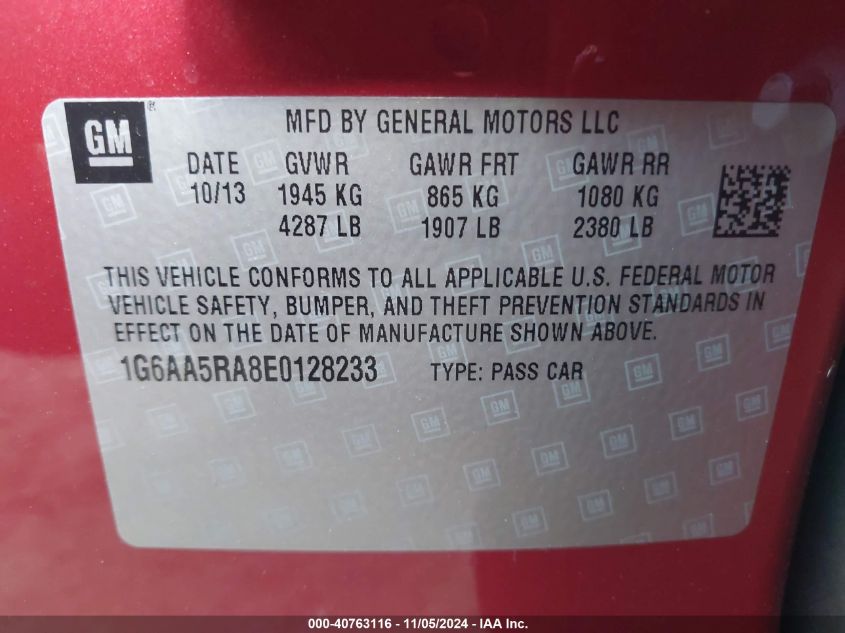 GM ®
MFD BY GENERAL MOTORS LLC
DATE GVWR GAWR FRT GAWR RR
10/13 1945 KG 865 KG 1080 KG
4287 LB 1907 LB 2380 LB
THIS VEHICLE CONFORMS TO ALL APPLICABLE U.S. FEDERAL MOTOR
VEHICLE SAFETY, BUMPER, AND THEFT PREVENTION STANDARDS IN
EFFECT ON THE DATE OF MANUFACTURE SHOWN ABOVE.
1G6AA5RA8E0128233 TYPE: PASS CAR
000-40763116 - 11/05/2024 - IAA Inc.